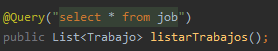 @Query("select * from job")
public List<Trabajo> listarTrabajos();